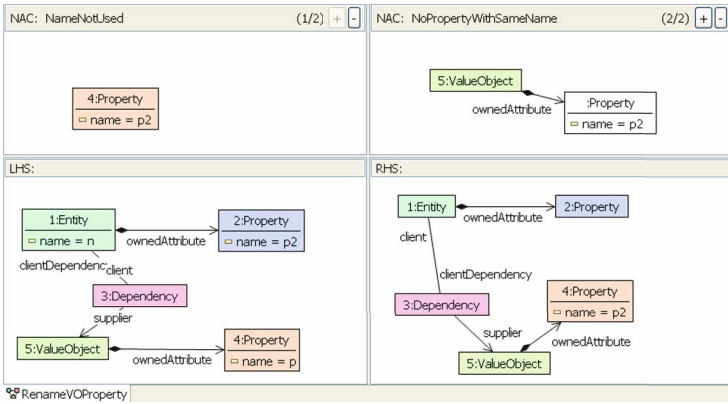 NAC: NameNotUsed (1/2) + -
4:Property
name = p2
NAC: NoPropertyWithSameName (2/2) + -
5:ValueObject
ownedAttribute
:Property
name = p2
LHS:
1:Entity
name = n
ownedAttribute
2:Property
name = p2
clientDependenc
client
3:Dependency
supplier
5:ValueObject
ownedAttribute
4:Property
name = p
RHS:
1:Entity
ownedAttribute
2:Property
client
clientDependency
3:Dependency
4:Property
name = p2
supplier
ownedAttribute
5:ValueObject
RenameVOProperty